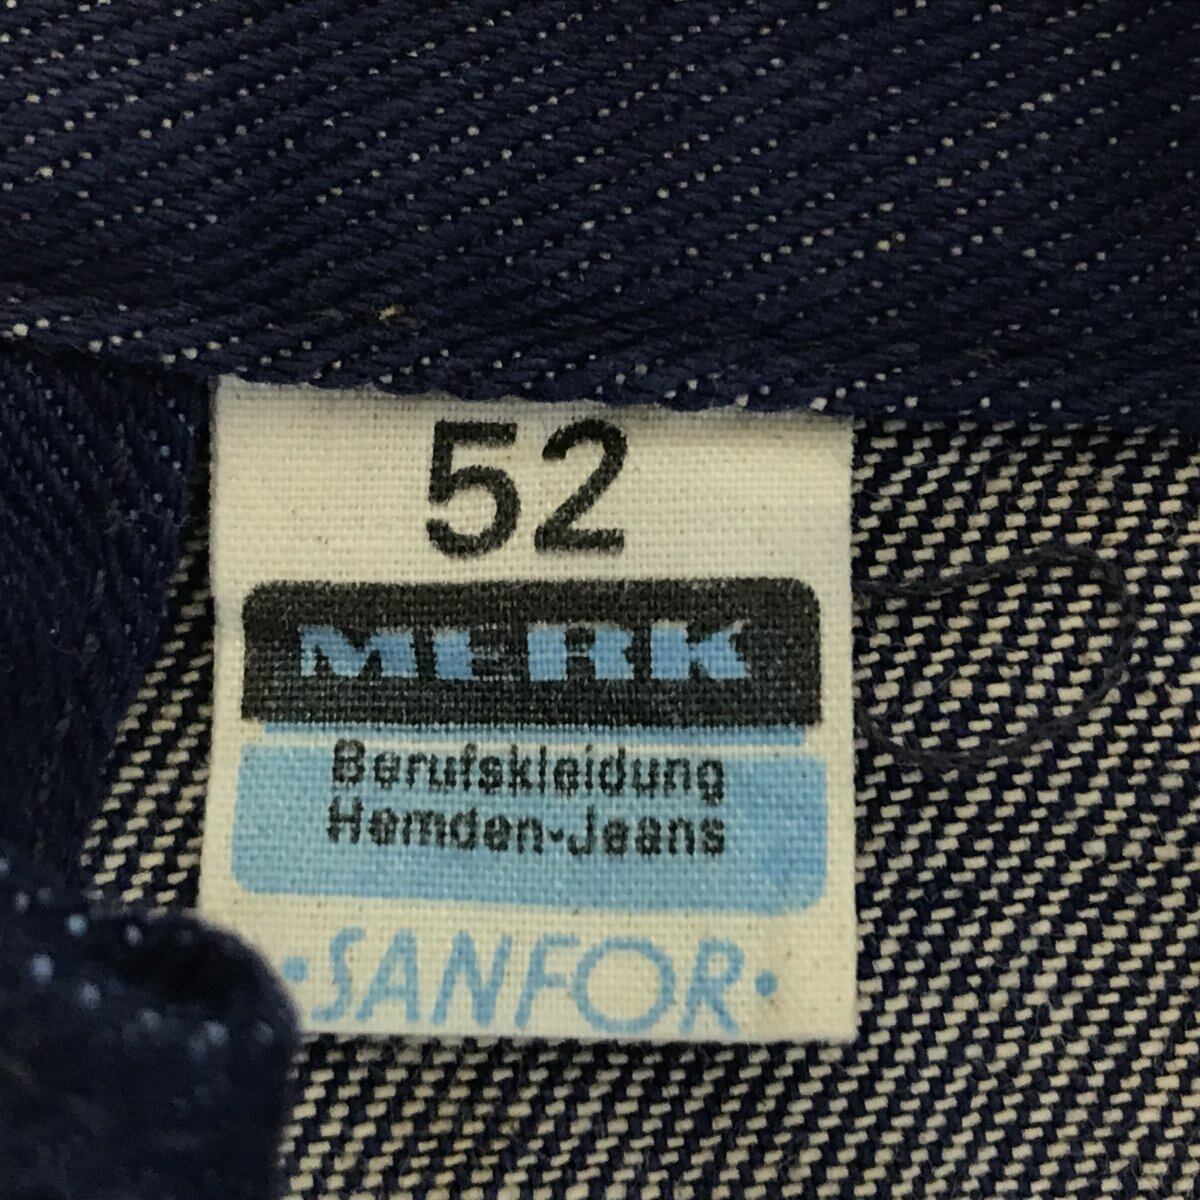 52
MERK
Berufskleidung
Hemden-Jeans
·SANFOR·